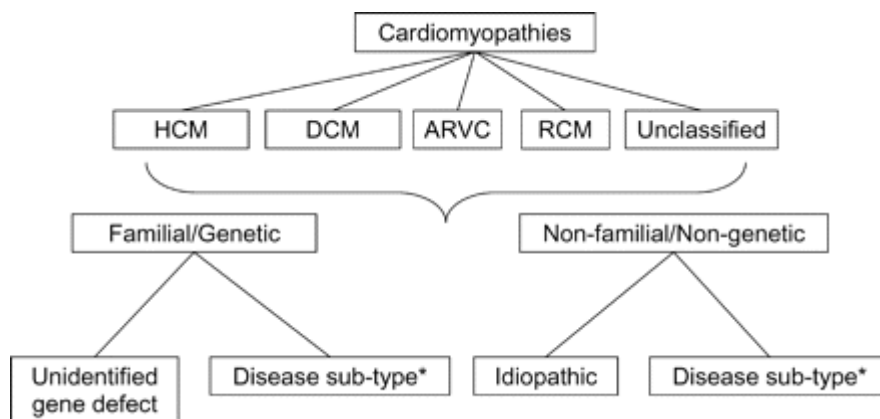 Cardiomyopathies
HCM
DCM
ARVC
RCM
Unclassified
Familial/Genetic
Non-familial/Non-genetic
Unidentified
gene defect
Disease sub-type*
Idiopathic
Disease sub-type*